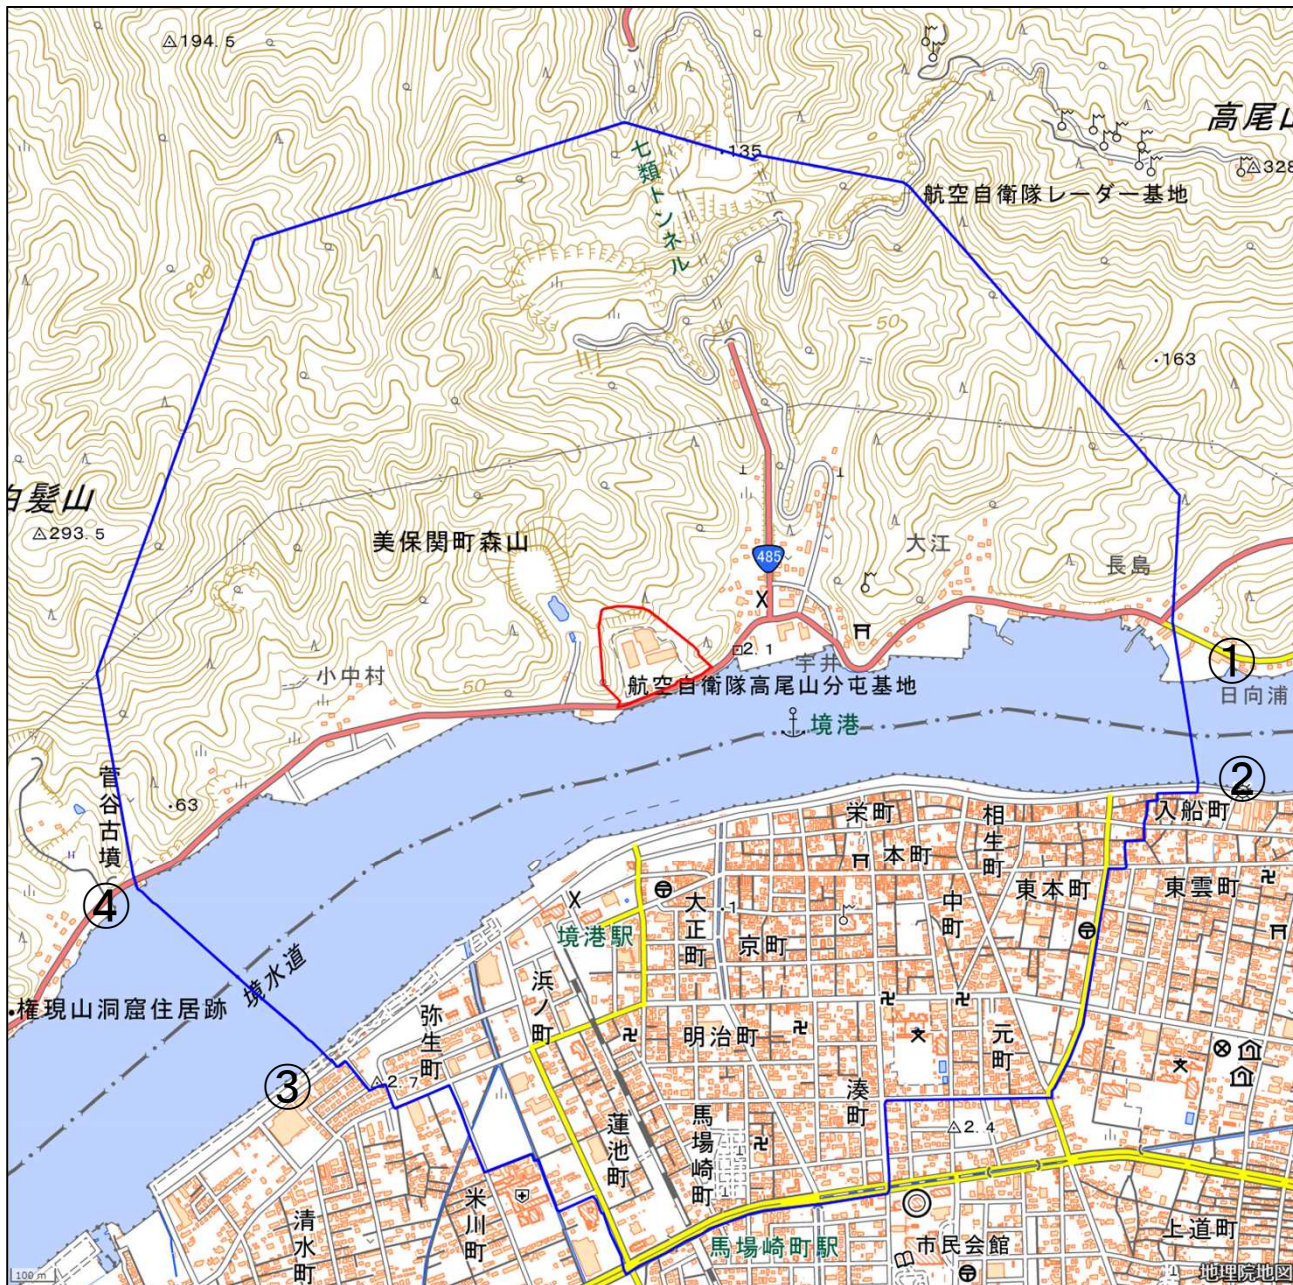 194.5
高尾山
328
135
七類トンネル
航空自衛隊レーダー基地
200
50
163
白髪山
293.5
美保関町森山
485
大江
長島
2.1
宇井
小中村
50
航空自衛隊高尾山分屯基地
①
日向浦
境港
菅谷古墳
63
②
栄町
相生町
入船町
本町
東本町
東雲町
④
大正町
1
中町
境港駅
京町
境水道
権現山洞窟住居跡
浜ノ町
弥生町
明治町
元町
③
2.7
湊町
蓮池町
馬場崎町
2.4
米川町
清水町
馬場崎町駅
市民会館
上道町
100 m
地理院地図